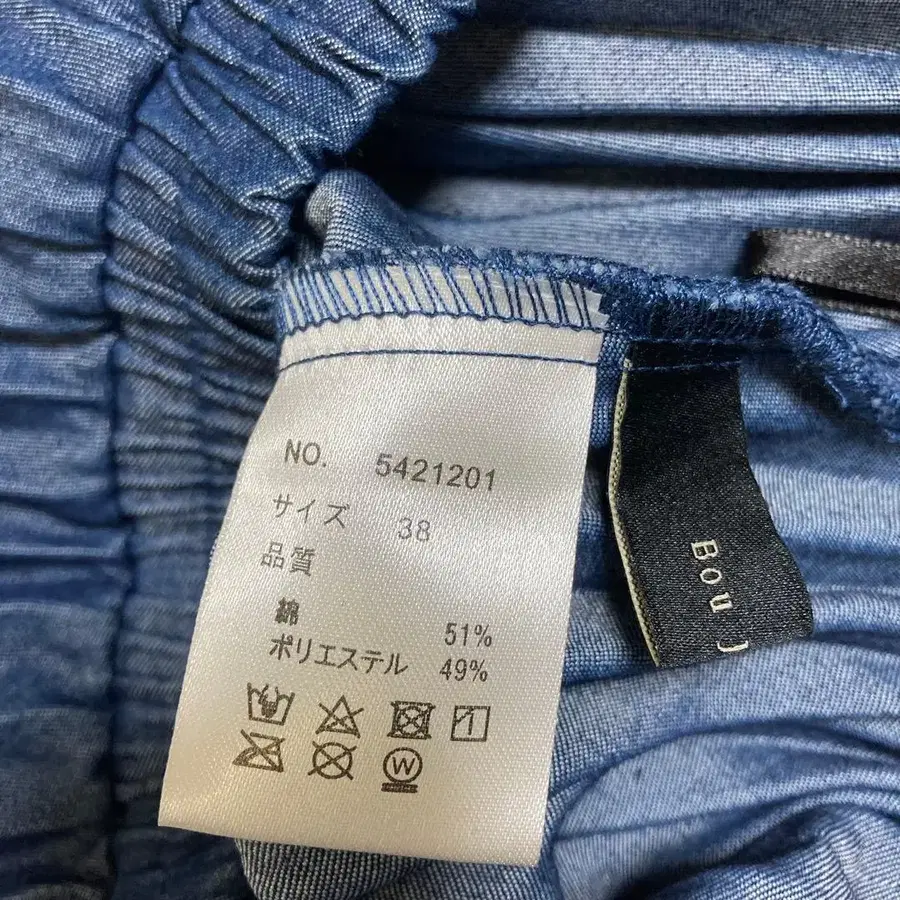 NO. 5421201
サイズ 38
品質
綿 51%
ポリエステル 49%
W
Bou J